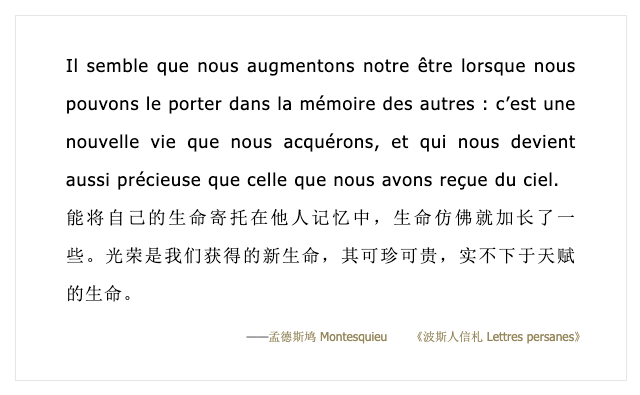 Il semble que nous augmentons notre être lorsque nous
pouvons le porter dans la mémoire des autres : c’est une
nouvelle vie que nous acquérons, et qui nous devient
aussi précieuse que celle que nous avons reçue du ciel.
能将自己的生命寄托在他人记忆中，生命仿佛就加长了一
些。光荣是我们获得的新生命，其可珍可贵，实不下于天赋
的生命。
——孟德斯鸠 Montesquieu 《波斯人信札 Lettres persanes》